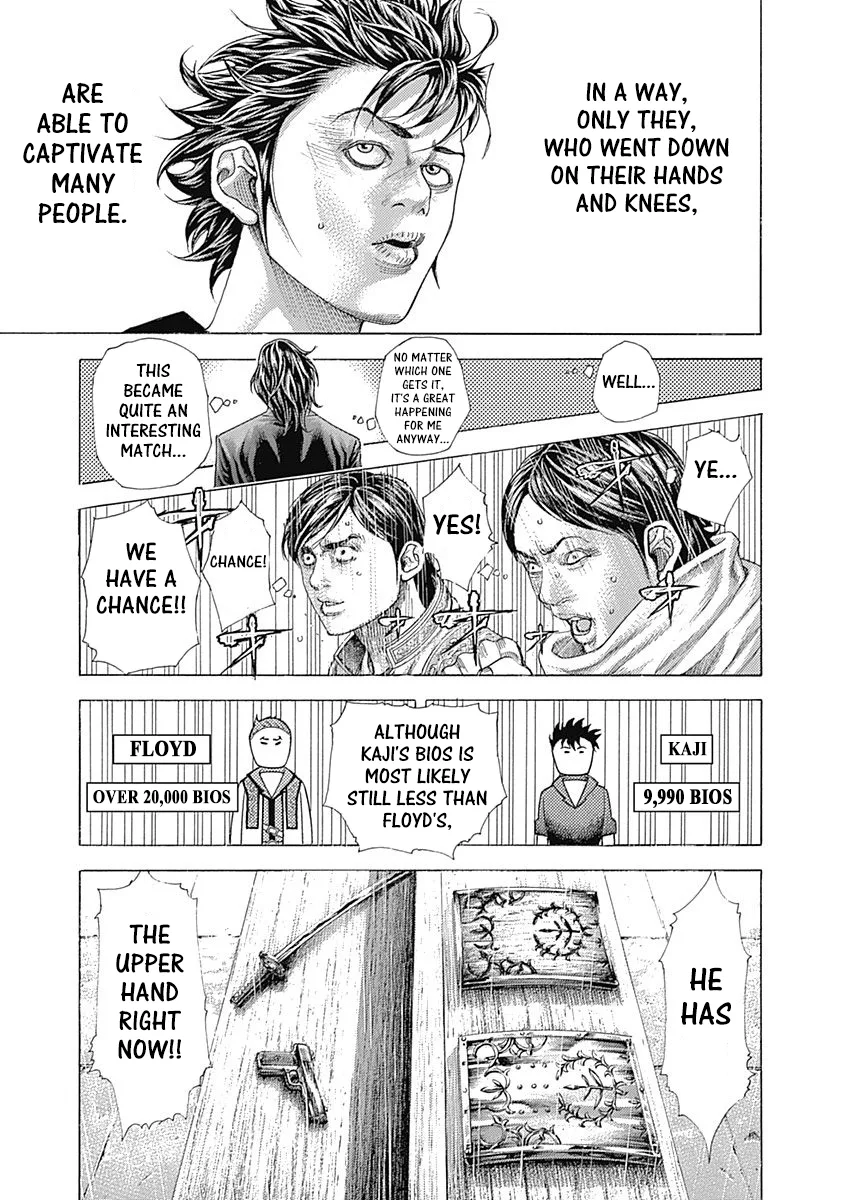 IN A WAY,
ONLY THEY,
WHO WENT DOWN
ON THEIR HANDS
AND KNEES,
ARE
ABLE TO
CAPTIVATE
MANY
PEOPLE.
WELL...
NO MATTER
WHICH ONE
GETS IT,
IT'S A GREAT
HAPPENING
FOR ME
ANYWAY...
THIS
BECAME
QUITE AN
INTERESTING
MATCH...
YE...
YES!
CHANCE!
WE
HAVE A
CHANCE!!
KAJI
9,990 BIOS
ALTHOUGH
KAJI'S BIOS IS
MOST LIKELY
STILL LESS THAN
FLOYD'S,
FLOYD
OVER 20,000 BIOS
HE
HAS
THE
UPPER
HAND
RIGHT
NOW!!